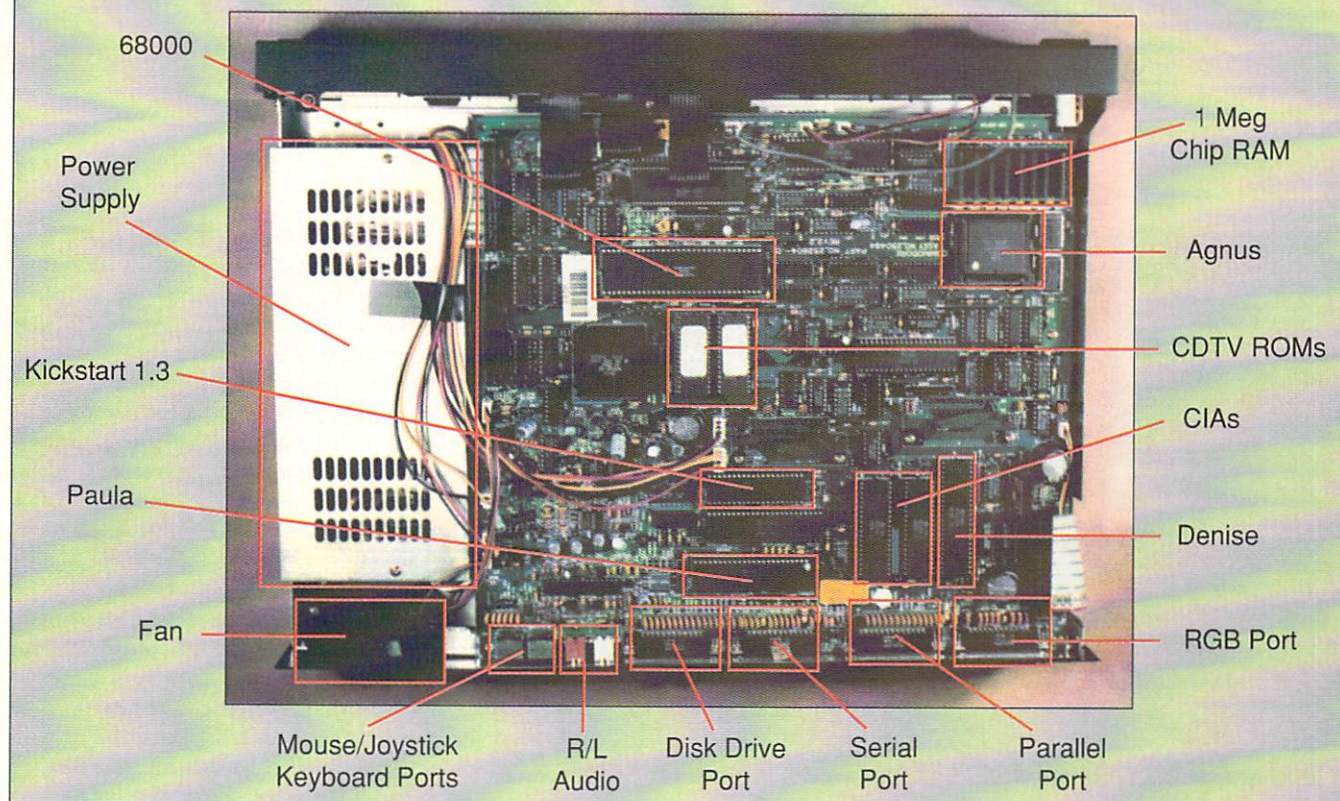 68000
Power
Supply
Kickstart 1.3
Paula
Fan
1 Meg
Chip RAM
Agnus
CDTV ROMs
CIAs
Denise
RGB Port
Mouse/Joystick
Keyboard Ports
R/L
Audio
Disk Drive
Port
Serial
Port
Parallel
Port